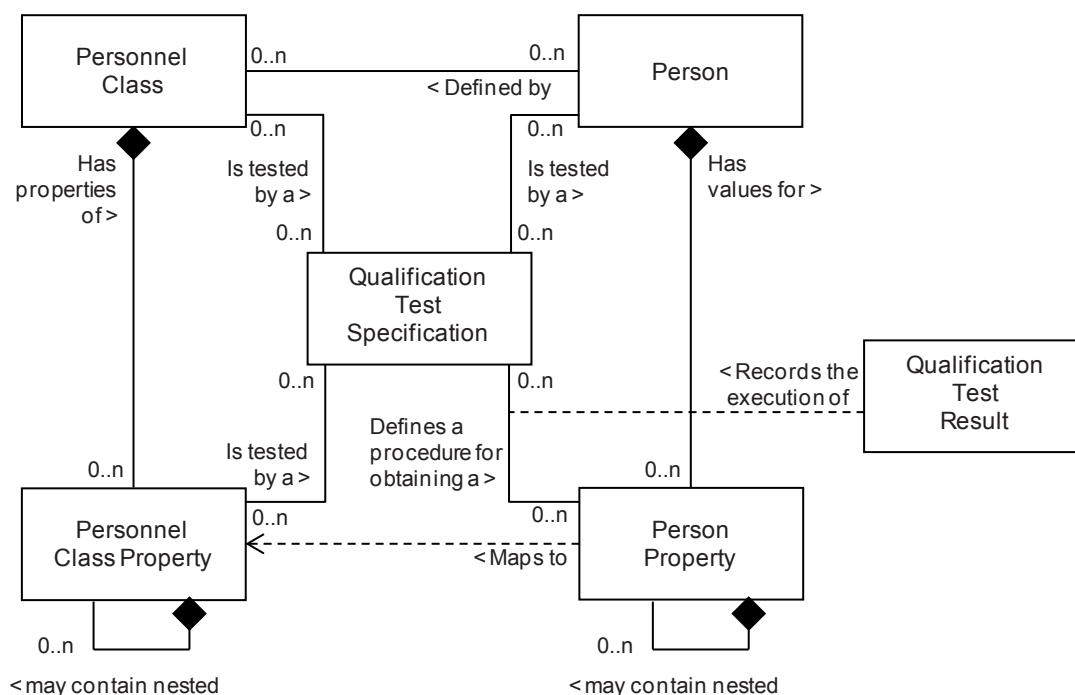 Personnel
Class
0..n
0..n
< Defined by
Person
0..n
0..n
Has
properties
of >
Is tested
by a >
Is tested
by a >
Has
values for >
0..n
0..n
Qualification
Test
Specification
0..n
0..n
< Records the
execution of
Qualification
Test
Result
Defines a
procedure for
obtaining a >
Is tested
by a >
0..n
0..n
Personnel
Class Property
0..n
0..n
< Maps to
Person
Property
0..n
0..n
< may contain nested
< may contain nested